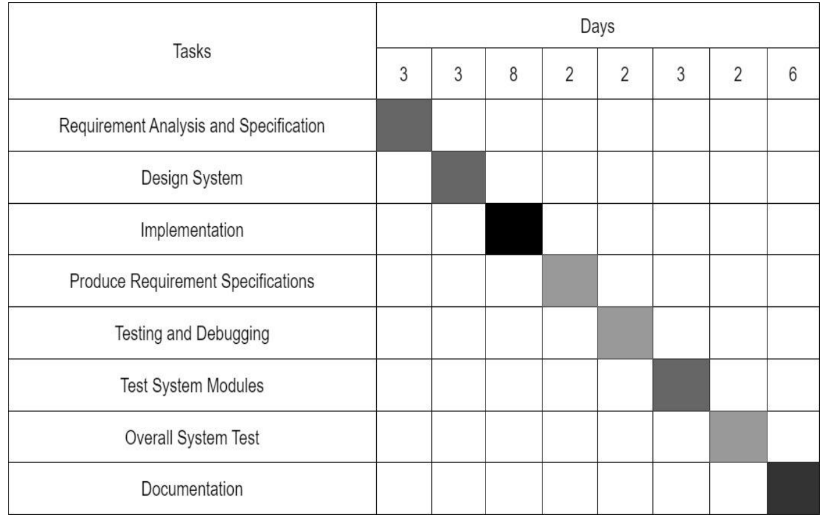 Tasks
Days
3 3 8 2 2 3 2 6
Requirement Analysis and Specification
Design System
Implementation
Produce Requirement Specifications
Testing and Debugging
Test System Modules
Overall System Test
Documentation